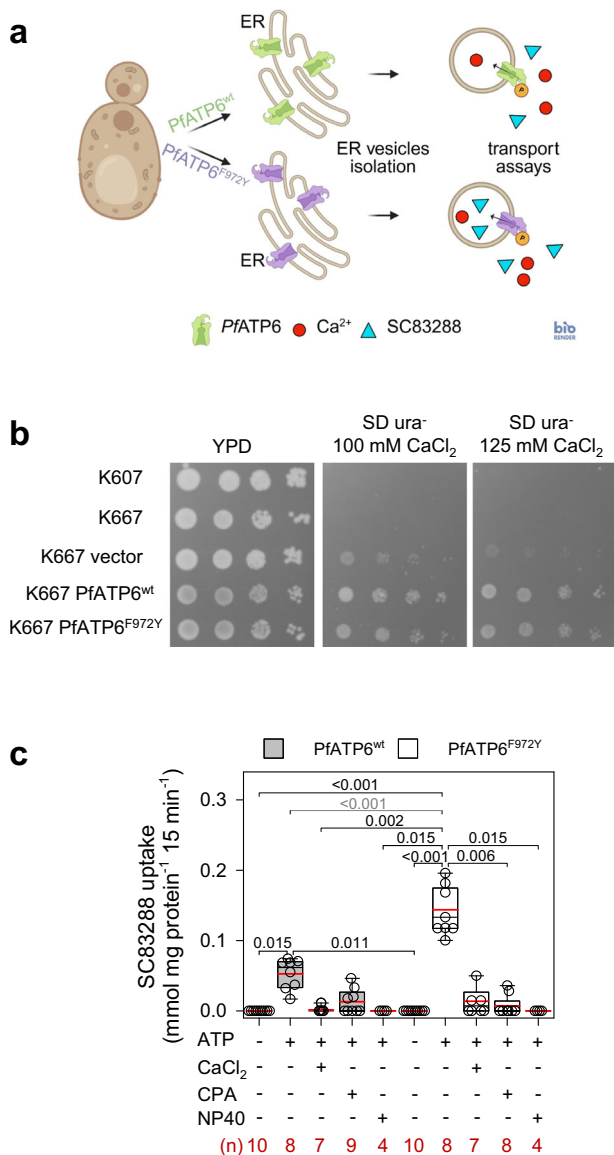 a
ER
PfATP6wt
PfATP6F972Y
ER vesicles
isolation
transport
assays
P
ER
P
PfATP6 Ca2+ SC83288
bio
RENDER
b
YPD
SD ura-
100 mM CaCl2
SD ura-
125 mM CaCl2
K607
K667
K667 vector
K667 PfATP6wt
K667 PfATP6F972Y
c
PfATP6wt PfATP6F972Y
SC83288 uptake
(mmol mg protein-1 15 min-1)
0.3
0.2
0.1
0.0
<0.001
<0.001
0.002
0.015 0.015
<0.001 0.006
0.015 0.011
ATP - + + + + - + + + +
CaCl2 - - + - - - - + - -
CPA - - - + - - - - + -
NP40 - - - - + - - - - +
(n) 10 8 7 9 4 10 8 7 8 4